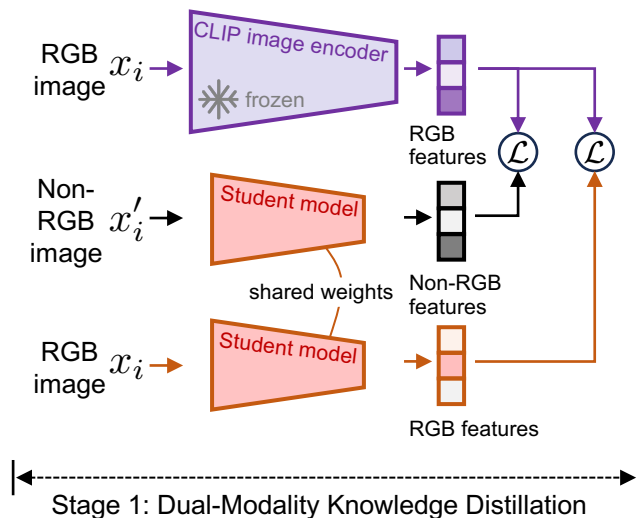 CLIP image encoder
RGB
image
x_i
frozen
RGB
features
ℒ
ℒ
Non-
RGB
image
x'_i
Student model
Non-RGB
features
shared weights
RGB
image
x_i
Student model
RGB features
Stage 1: Dual-Modality Knowledge Distillation